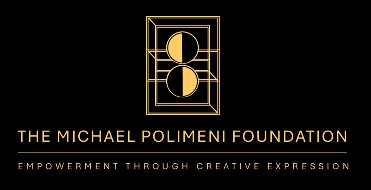 THE MICHAEL POLIMENI FOUNDATION
EMPOWERMENT THROUGH CREATIVE EXPRESSION